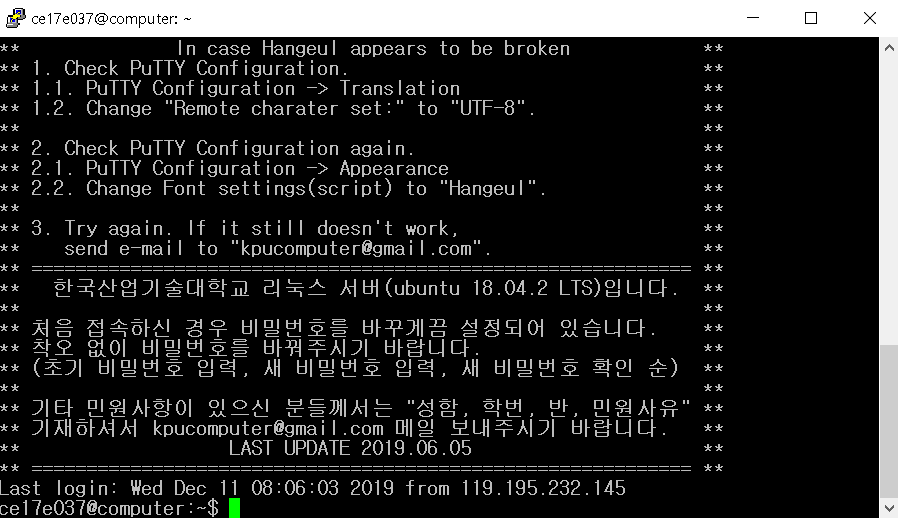 ce17e037@computer: ~
** In case Hangeul appears to be broken **
** 1. Check PuTTY Configuration. **
** 1.1. PuTTY Configuration -> Translation **
** 1.2. Change "Remote charater set:" to "UTF-8". **
** **
** 2. Check PuTTY Configuration again. **
** 2.1. PuTTY Configuration -> Appearance **
** 2.2. Change Font settings(script) to "Hangeul". **
** **
** 3. Try again. If it still doesn't work, **
** send e-mail to "kpucomputer@gmail.com". **
** ============================================================ **
** 한국산업기술대학교 리눅스 서버(ubuntu 18.04.2 LTS)입니다. **
** **
** 처음 접속하신 경우 비밀번호를 바꾸게끔 설정되어 있습니다. **
** 착오 없이 비밀번호를 바꿔주시기 바랍니다. **
** (초기 비밀번호 입력, 새 비밀번호 입력, 새 비밀번호 확인 순) **
** **
** 기타 민원사항이 있으신 분들께서는 "성함, 학번, 반, 민원사유" **
** 기재하셔서 kpucomputer@gmail.com 메일 보내주시기 바랍니다. **
** LAST UPDATE 2019.06.05 **
** ============================================================ **
Last login: Wed Dec 11 08:06:03 2019 from 119.195.232.145
ce17e037@computer:~$